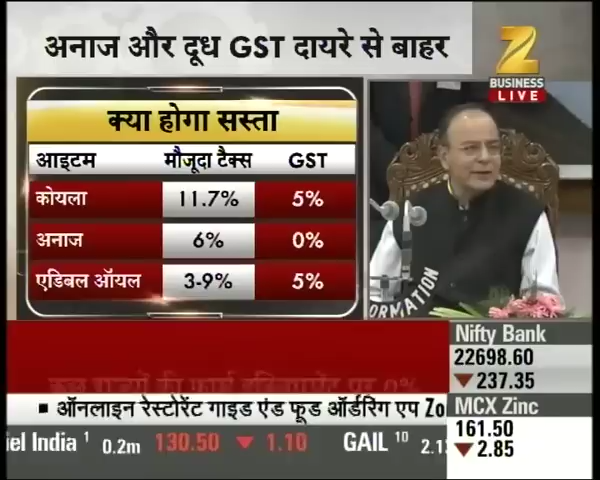 अनाज और दूध GST दायरे से बाहर
Z
BUSINESS
LIVE
क्या होगा सस्ता
आइटम मौजूदा टैक्स GST
कोयला 11.7% 5%
अनाज 6% 0%
एडिबल ऑयल 3-9% 5%
ORMATION
Nifty Bank
22698.60
▼237.35
▪ ऑनलाइन रेस्टोरेंट गाइड एंड फूड ऑर्डरिंग एप Zo
MCX Zinc
161.50
▼2.85
iel India 1 0.2m 130.50 ▼ 1.10 GAIL 10 2.1